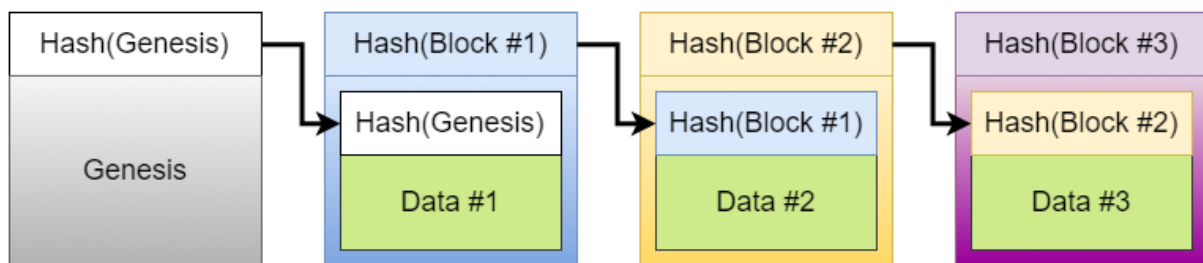 Hash(Genesis)
Genesis
Hash(Block #1)
Hash(Genesis)
Data #1
Hash(Block #2)
Hash(Block #1)
Data #2
Hash(Block #3)
Hash(Block #2)
Data #3